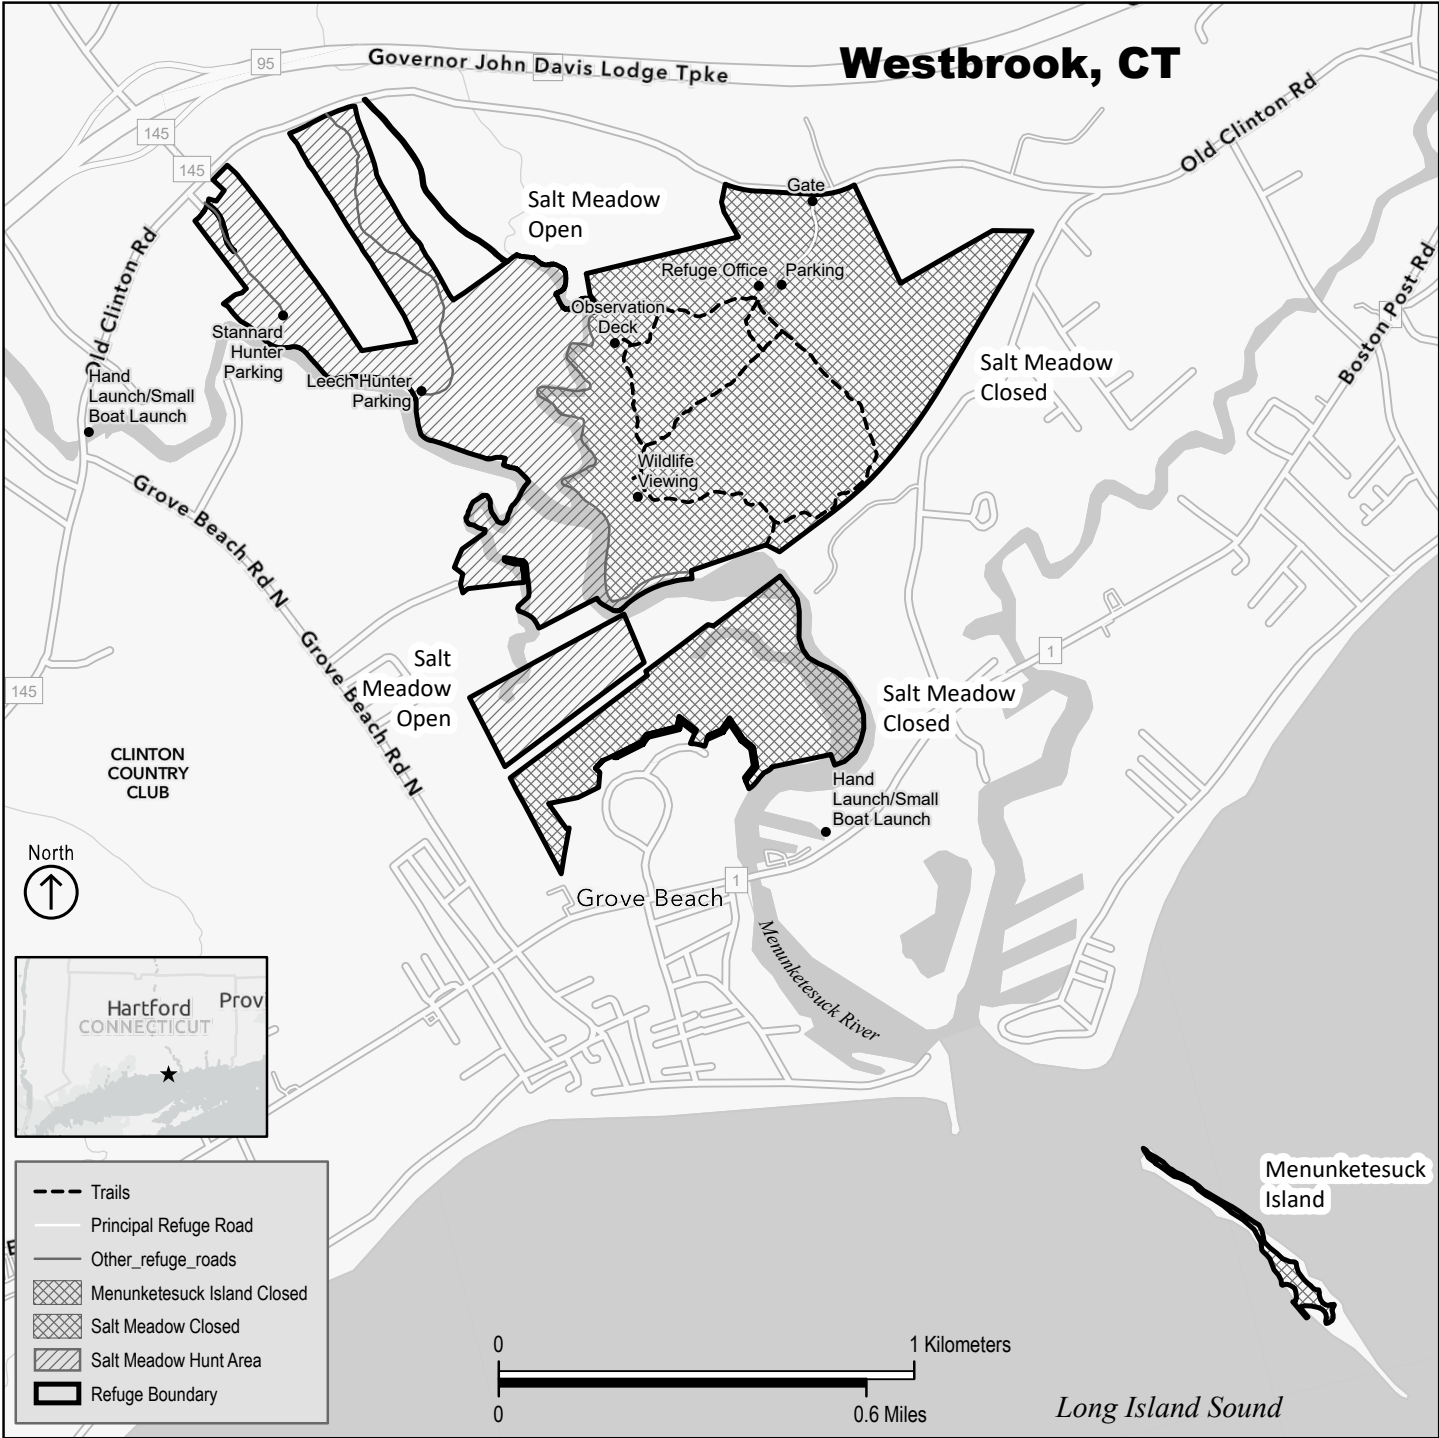 Westbrook, CT
Governor John Davis Lodge Tpke
95
145
145
Old Clinton Rd
Old Clinton Rd
Boston Post Rd
Salt Meadow
Open
Gate
Refuge Office
Parking
Observation
Deck
Salt Meadow
Closed
Stannard
Hunter
Parking
Leech Hunter
Parking
Hand
Launch/Small
Boat Launch
Wildlife
Viewing
Grove Beach Rd N
Grove Beach Rd N
1
Salt
Meadow
Open
145
Salt Meadow
Closed
CLINTON
COUNTRY
CLUB
Hand
Launch/Small
Boat Launch
North
1
Grove Beach
Menunketesuck River
Hartford
Provi
CONNECTICUT
Menunketesuck
Island
Trails
Principal Refuge Road
Other_refuge_roads
Menunketesuck Island Closed
Salt Meadow Closed
Salt Meadow Hunt Area
Refuge Boundary
0
1 Kilometers
0
0.6 Miles
Long Island Sound